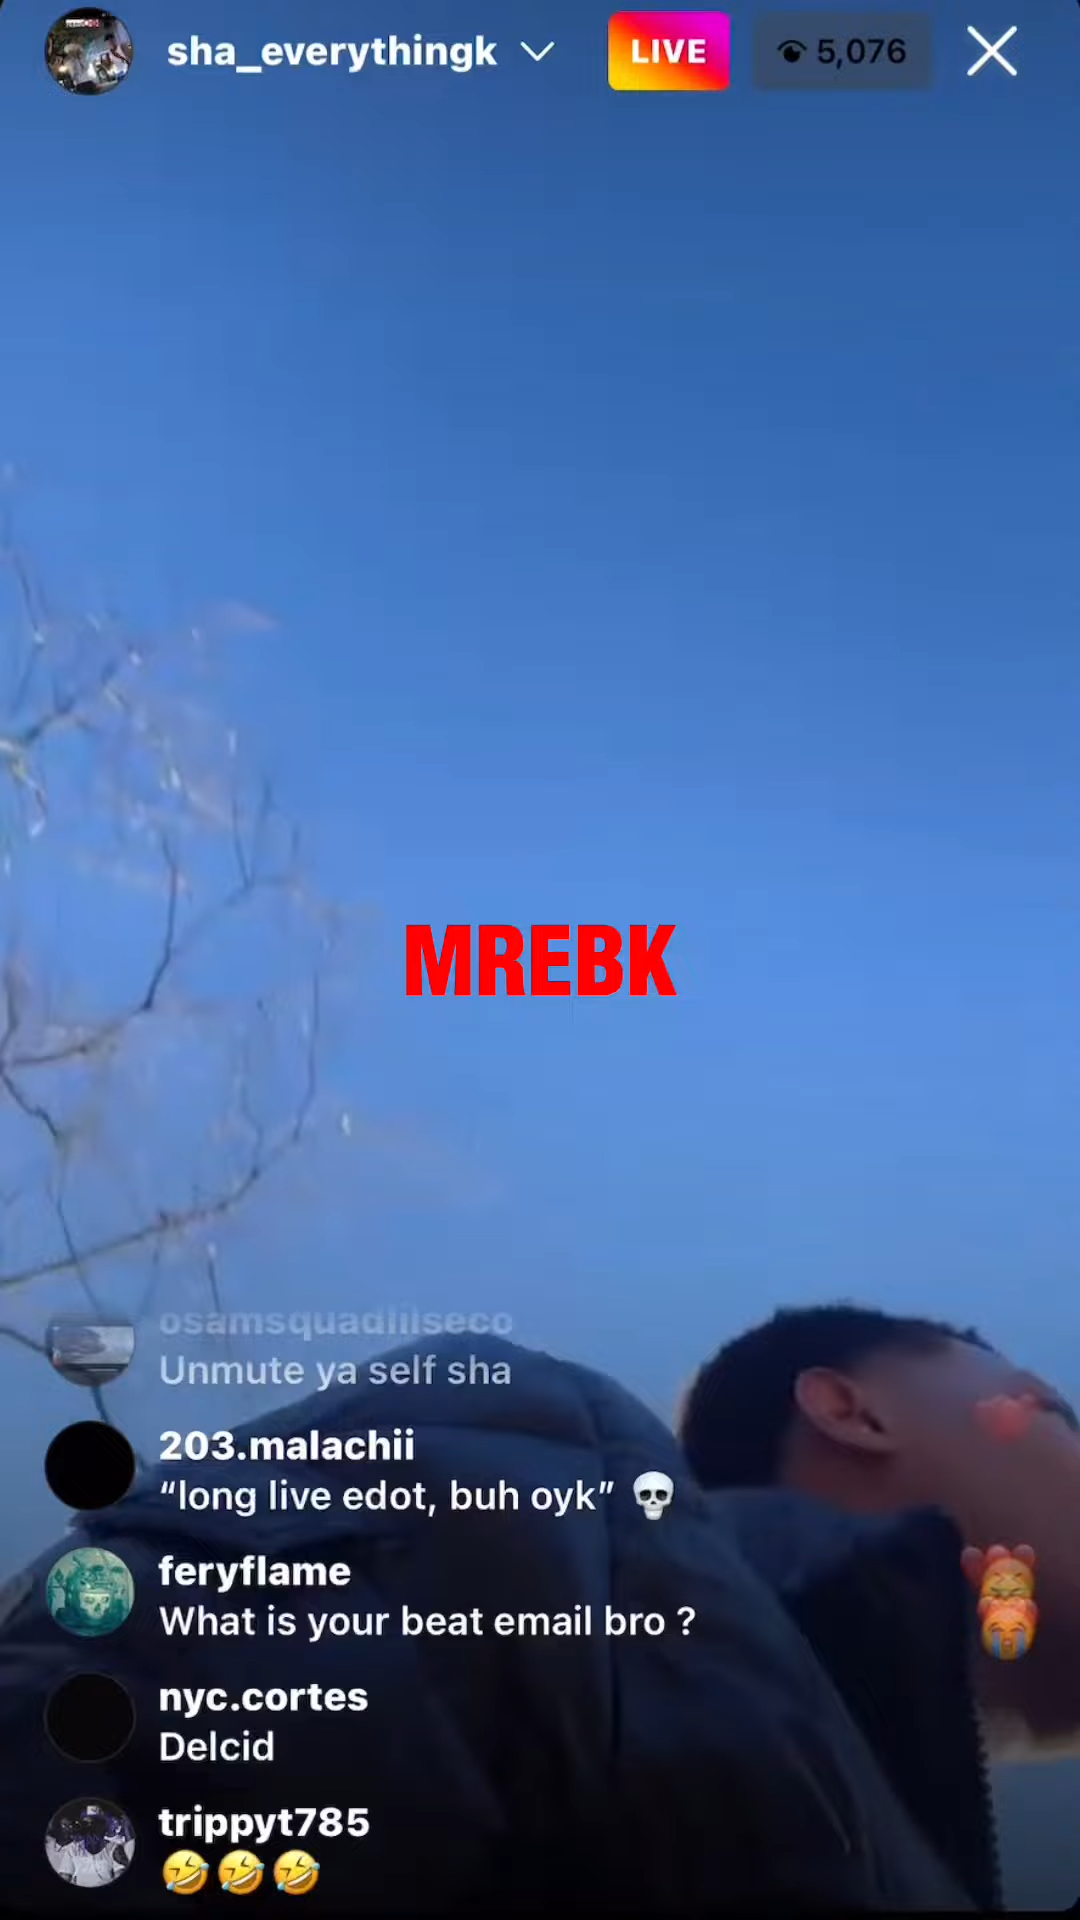 sha_everythingk
LIVE
5,076
MREBK
osamsquadlilseco
Unmute ya self sha
203.malachii
“long live edot, buh oyk” 💀
feryflame
What is your beat email bro ?
nyc.cortes
Delcid
trippyt785
🤣🤣🤣